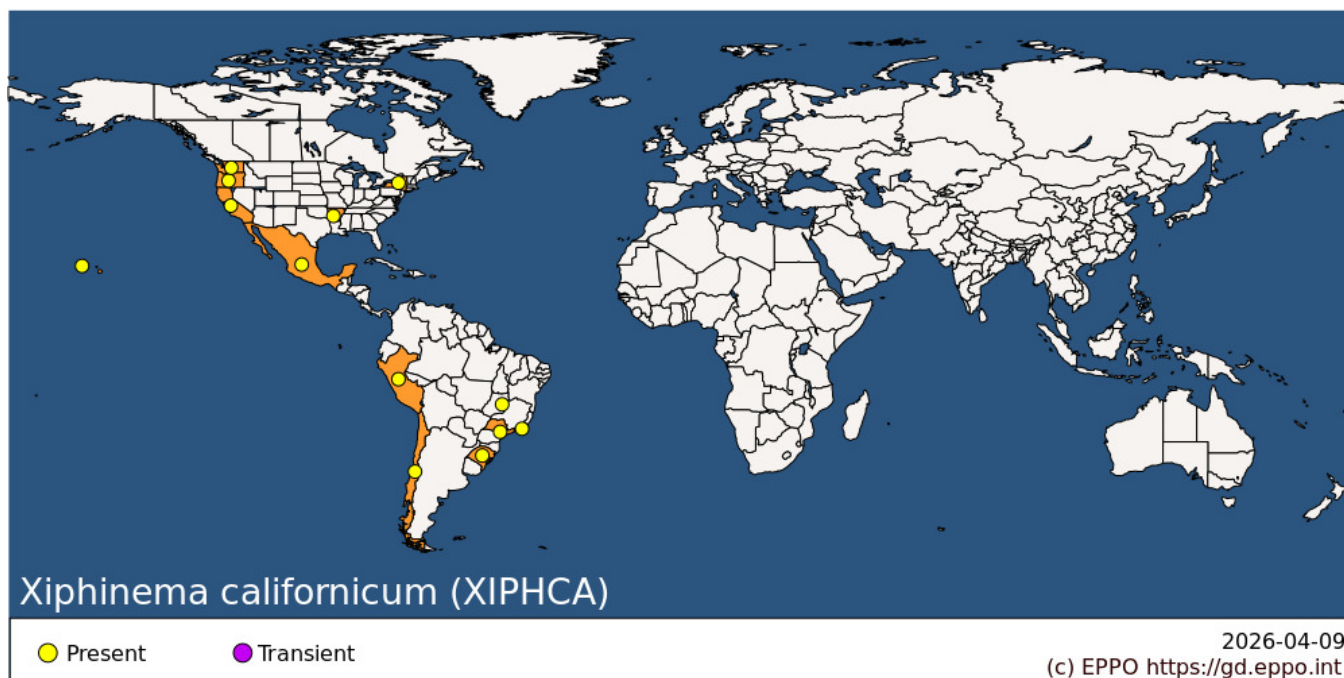 Xiphinema californicum (XIPHCA)
Present
Transient
2026-04-09
(c) EPPO https://gd.eppo.int